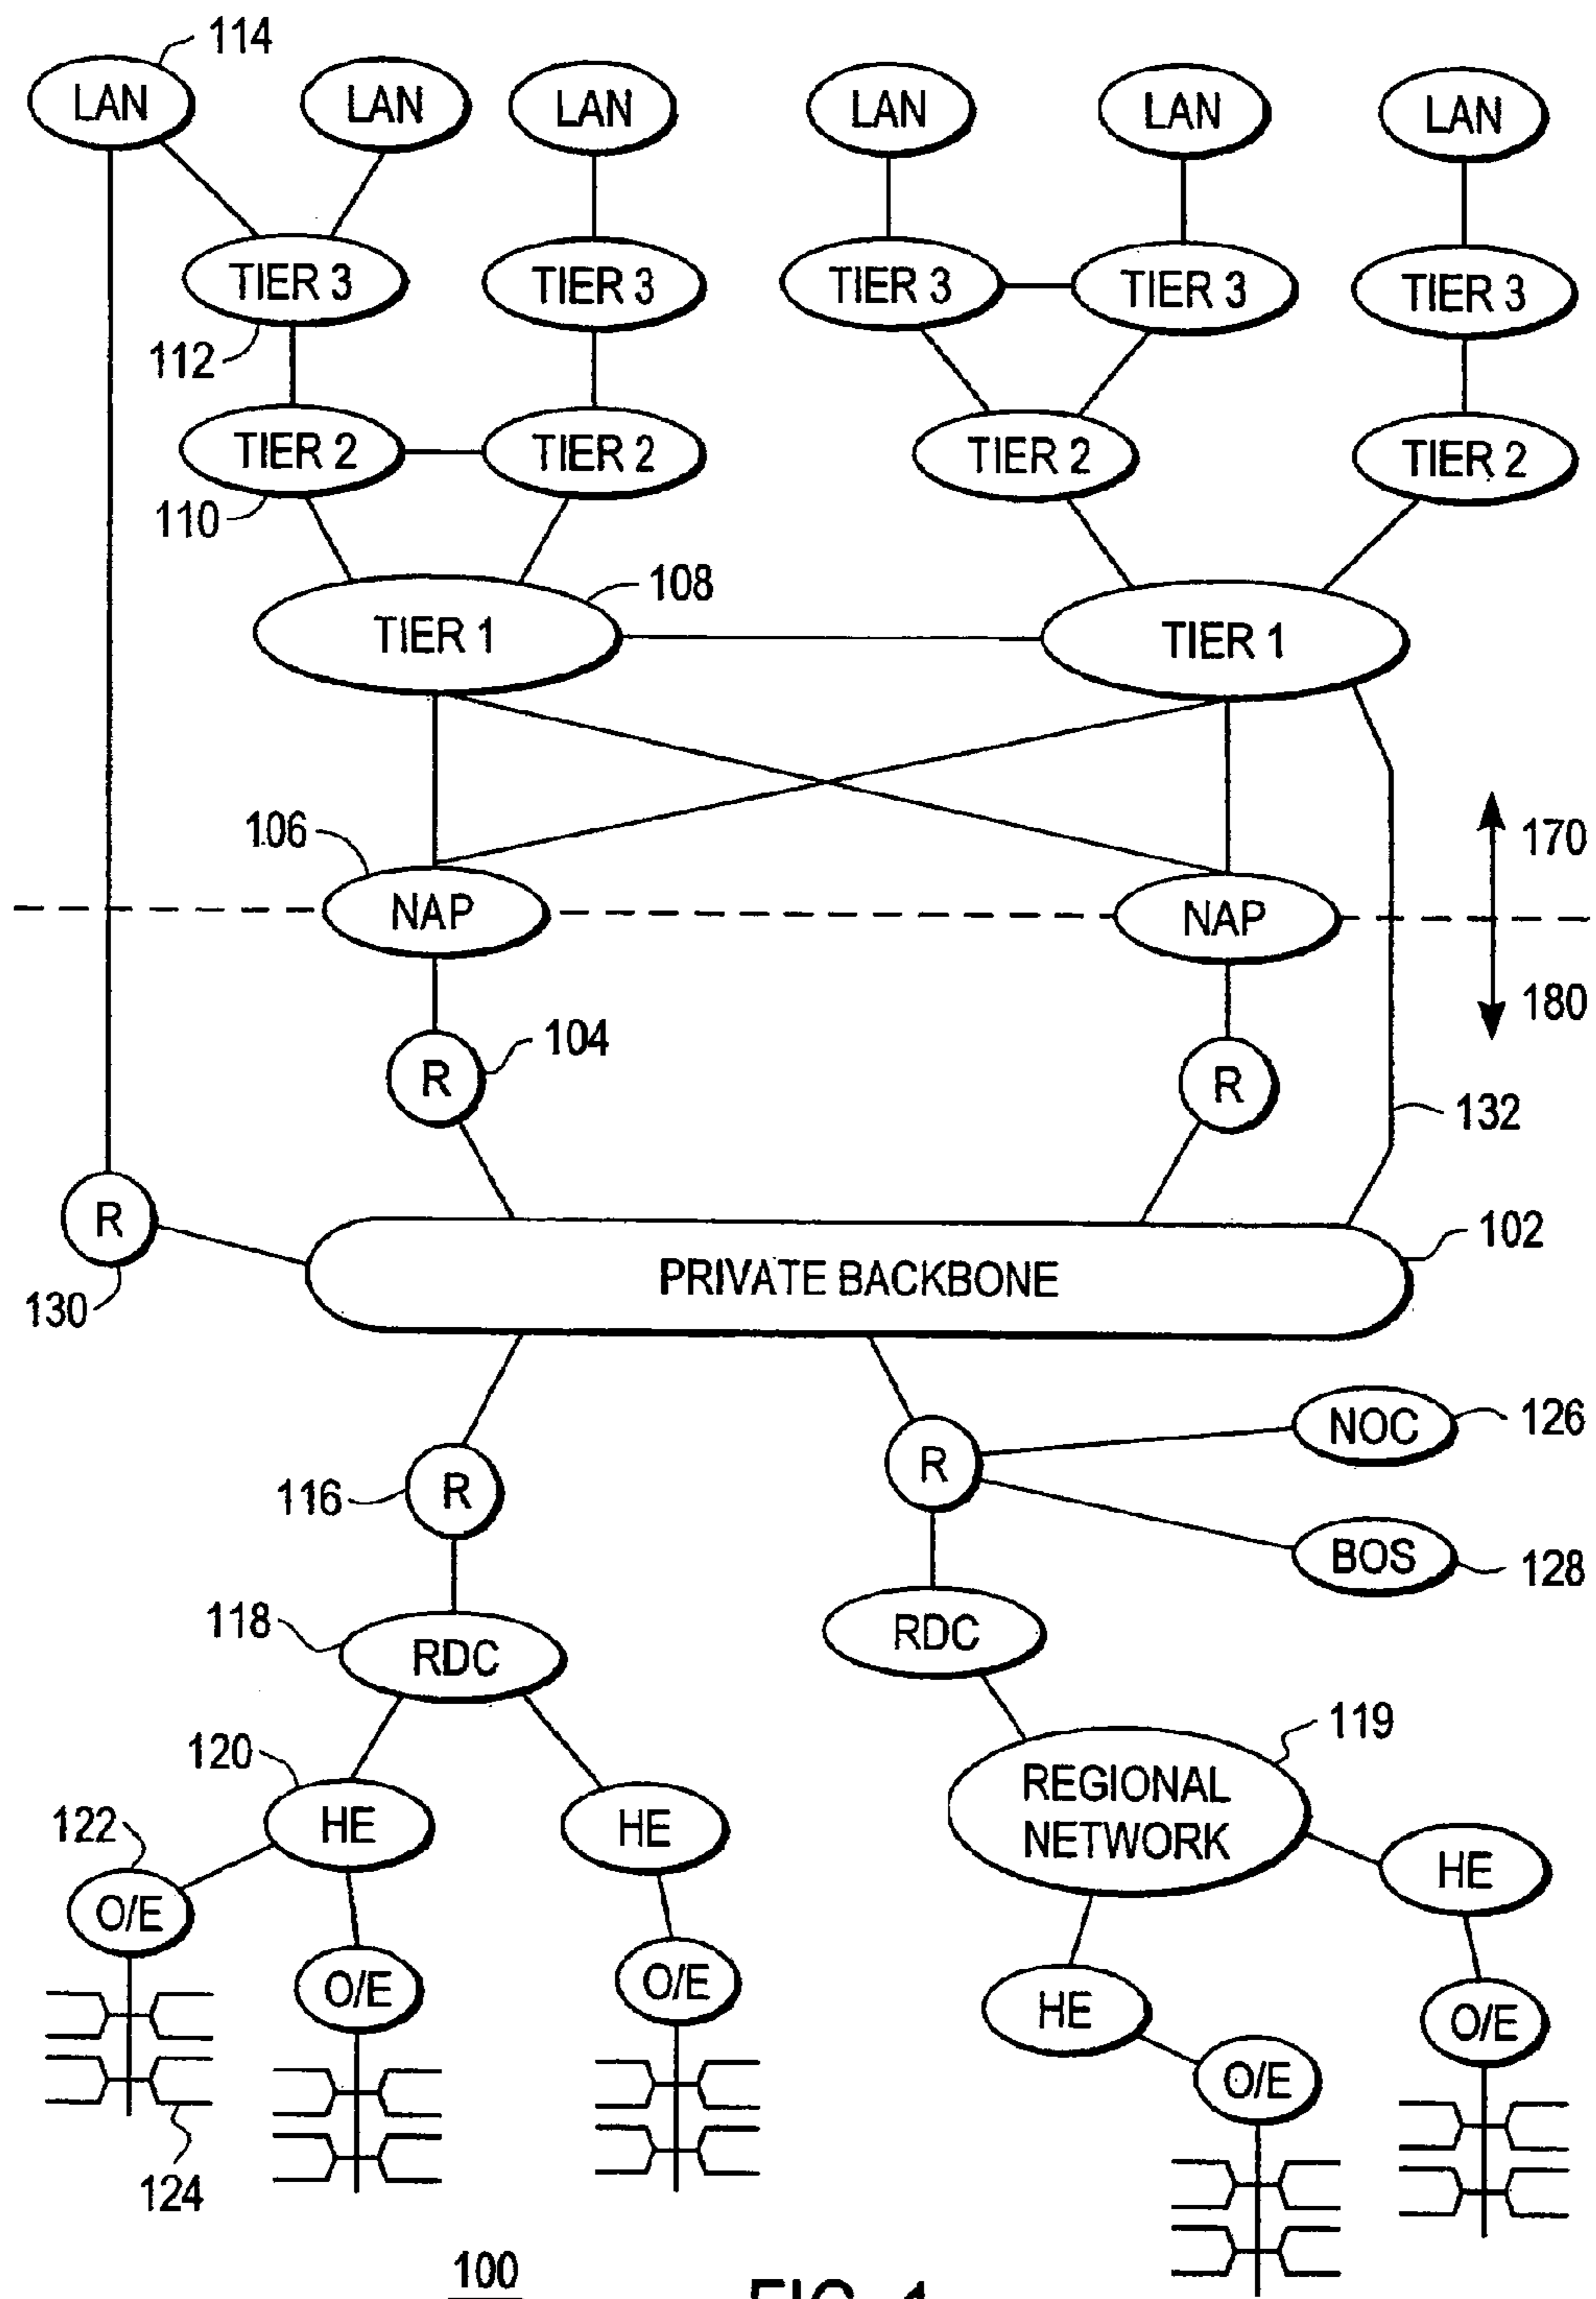 114
LAN
LAN
LAN
LAN
LAN
LAN
TIER 3
TIER 3
TIER 3
TIER 3
TIER 3
112
TIER 2
TIER 2
TIER 2
TIER 2
110
108
TIER 1
TIER 1
106
170
NAP
NAP
180
104
R
R
132
R
102
PRIVATE BACKBONE
130
NOC
126
R
116
R
BOS
128
118
RDC
RDC
119
120
REGIONAL
NETWORK
122
HE
HE
HE
O/E
O/E
O/E
HE
O/E
O/E
124
100
FIG. 1